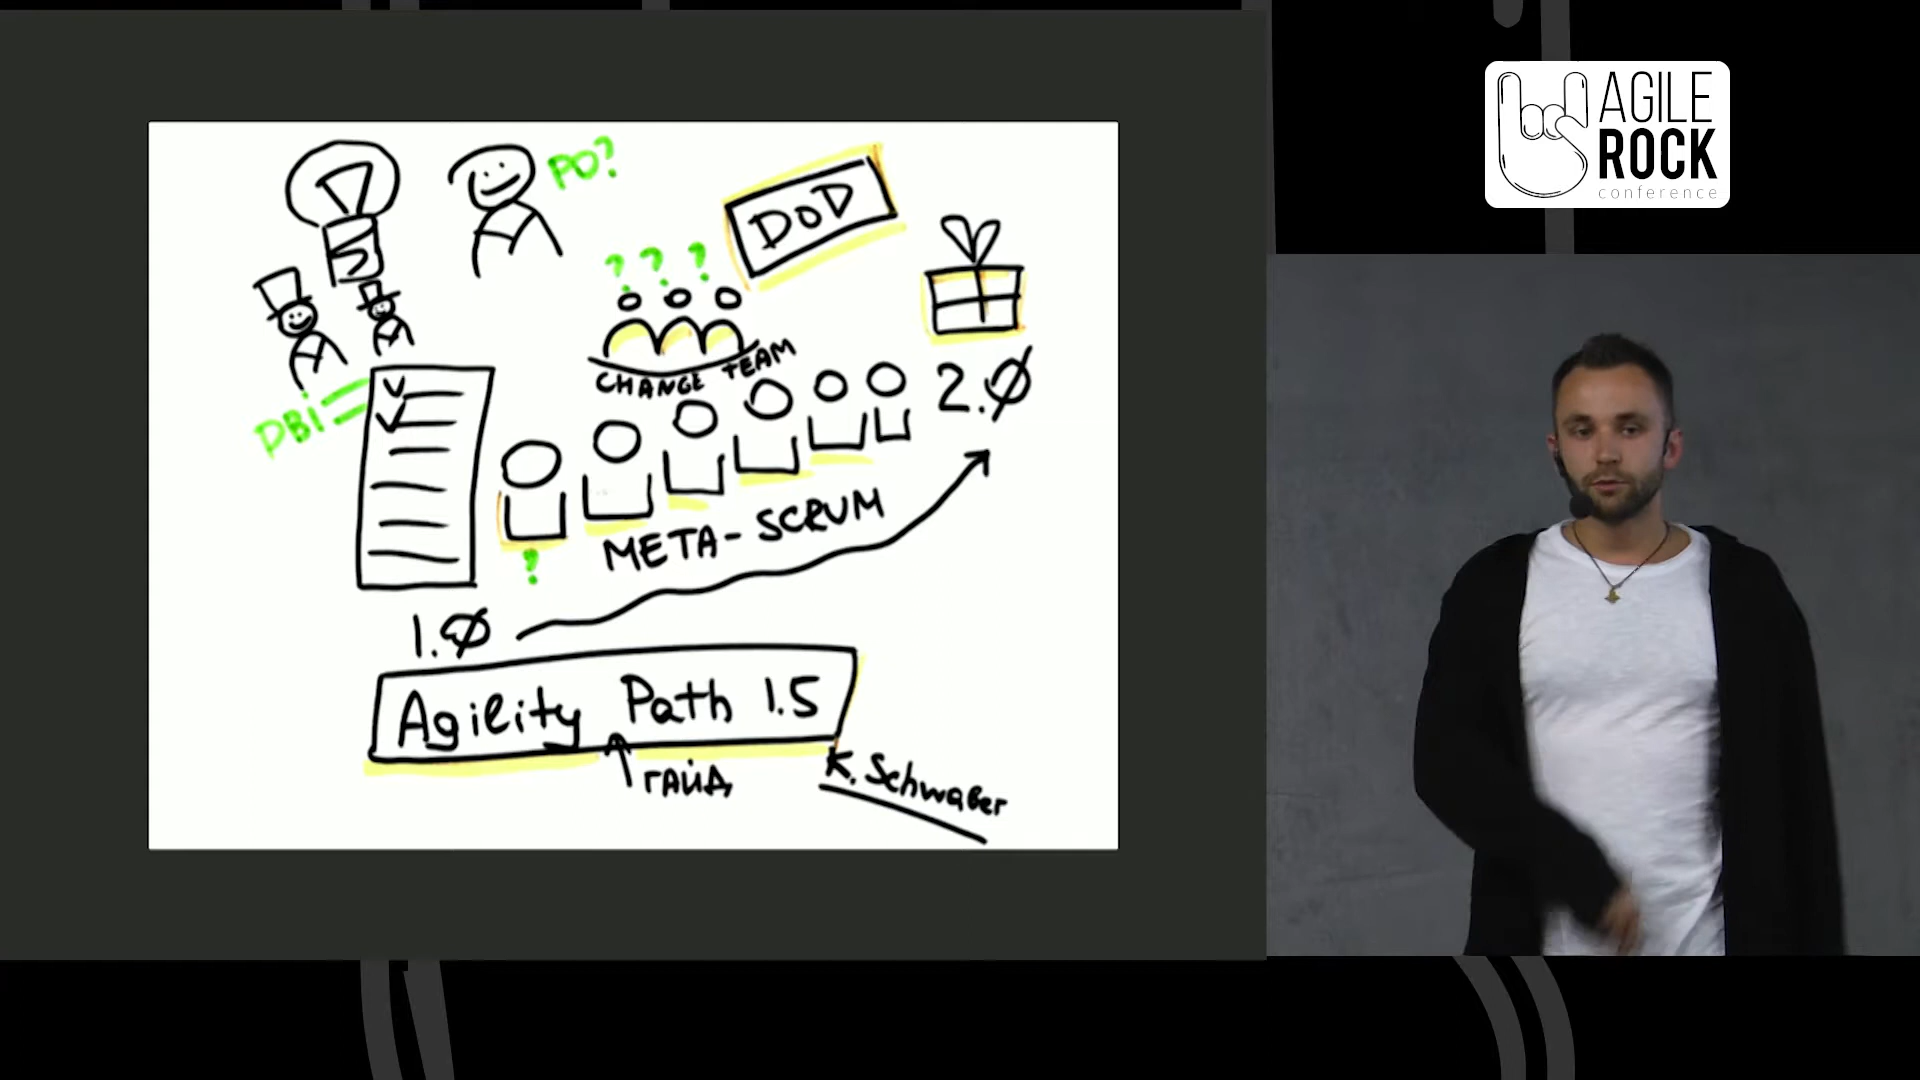 PO?
DOD
? ? ?
CHANGE TEAM
DBI
2.0
META-SCRUM
?
1.0
Agility Path 1.5
ГАЙД
K. Schwaber
AGILE
ROCK
conference